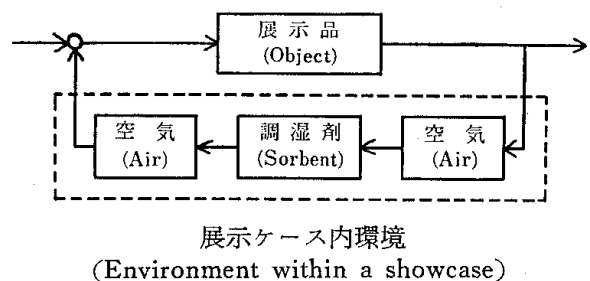 展示品
(Object)
空気
(Air)
調湿剤
(Sorbent)
空気
(Air)
展示ケース内環境
(Environment within a showcase)